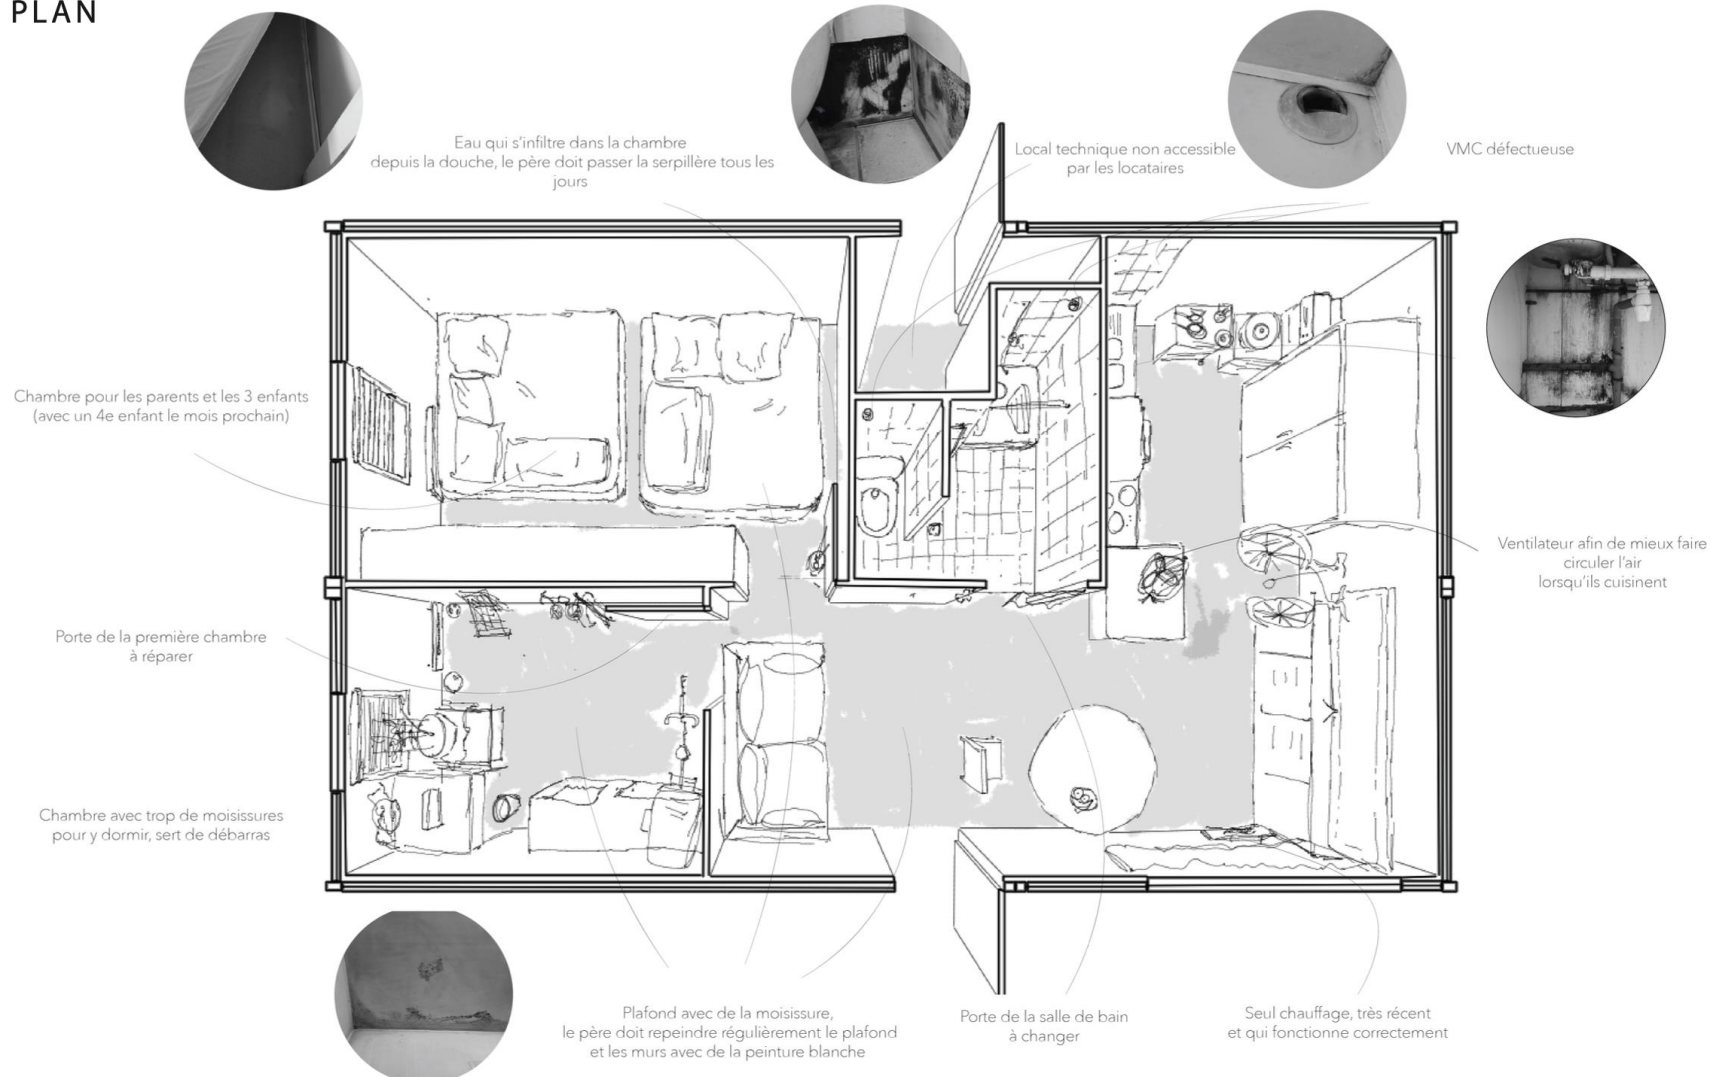 PLAN
Eau qui s'infiltre dans la chambre
depuis la douche, le père doit passer la serpillère tous les
jours
Local technique non accessible
par les locataires
VMC défectueuse
Chambre pour les parents et les 3 enfants
(avec un 4e enfant le mois prochain)
Ventilateur afin de mieux faire
circuler l'air
lorsqu'ils cuisinent
Porte de la première chambre
à réparer
Chambre avec trop de moisissures
pour y dormir, sert de débarras
Plafond avec de la moisissure,
le père doit repeindre régulièrement le plafond
et les murs avec de la peinture blanche
Porte de la salle de bain
à changer
Seul chauffage, très récent
et qui fonctionne correctement